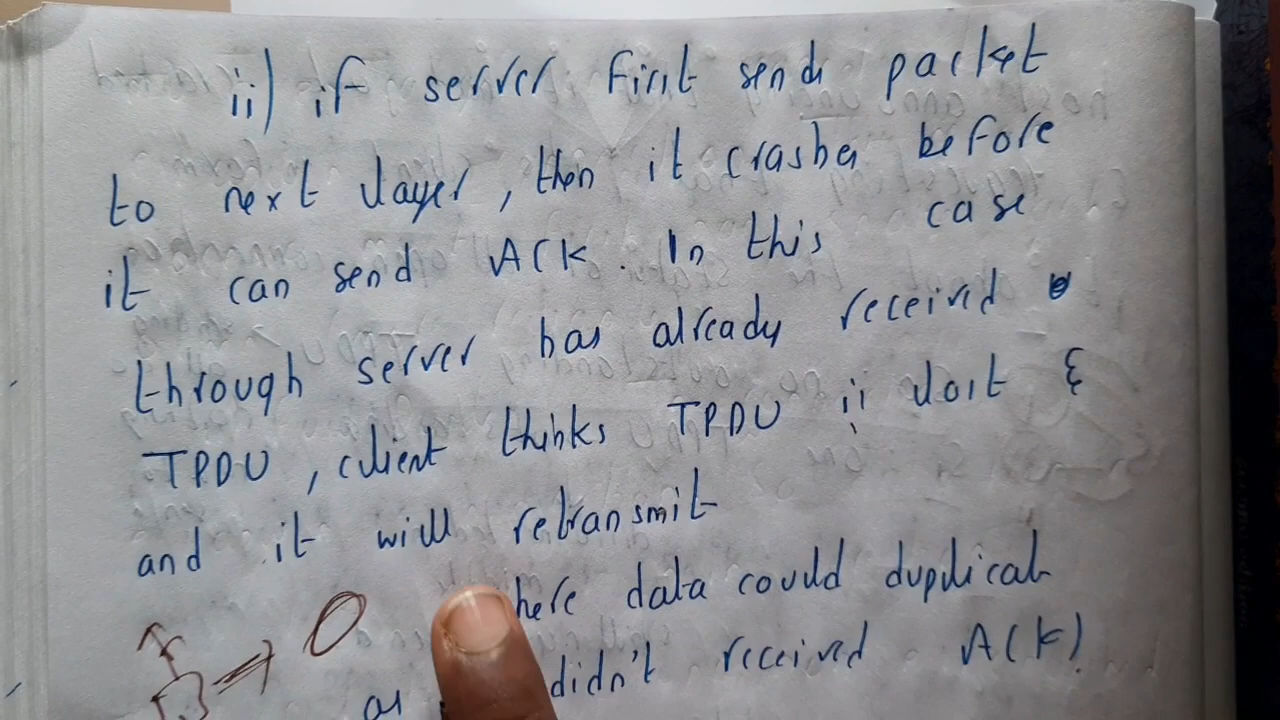 ii) if server first sends packet
to next layer, then it crashes before
it can send ACK. In this case
through server has already received
TPDU, client thinks TPDU is lost &
and it will retransmit
here data could duplicat
as didn't received ACK)